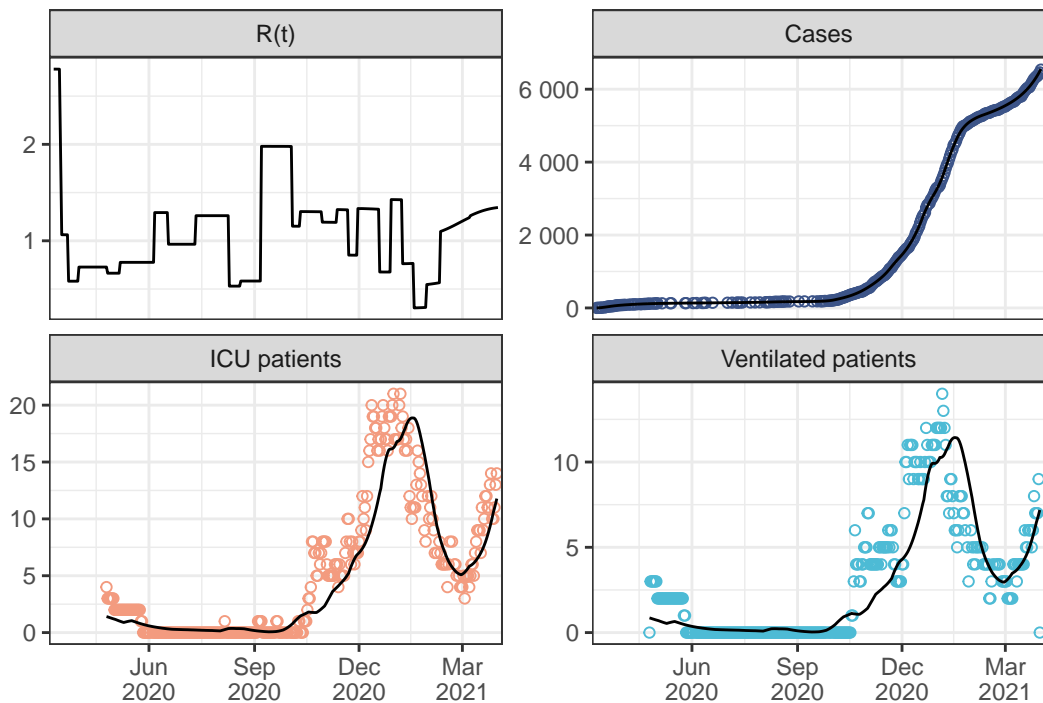 R(t)
Cases
2
1
6 000
4 000
2 000
0
ICU patients
Ventilated patients
20
15
10
5
0
10
5
0
Jun Sep Dec Mar
2020 2020 2020 2021
Jun Sep Dec Mar
2020 2020 2020 2021